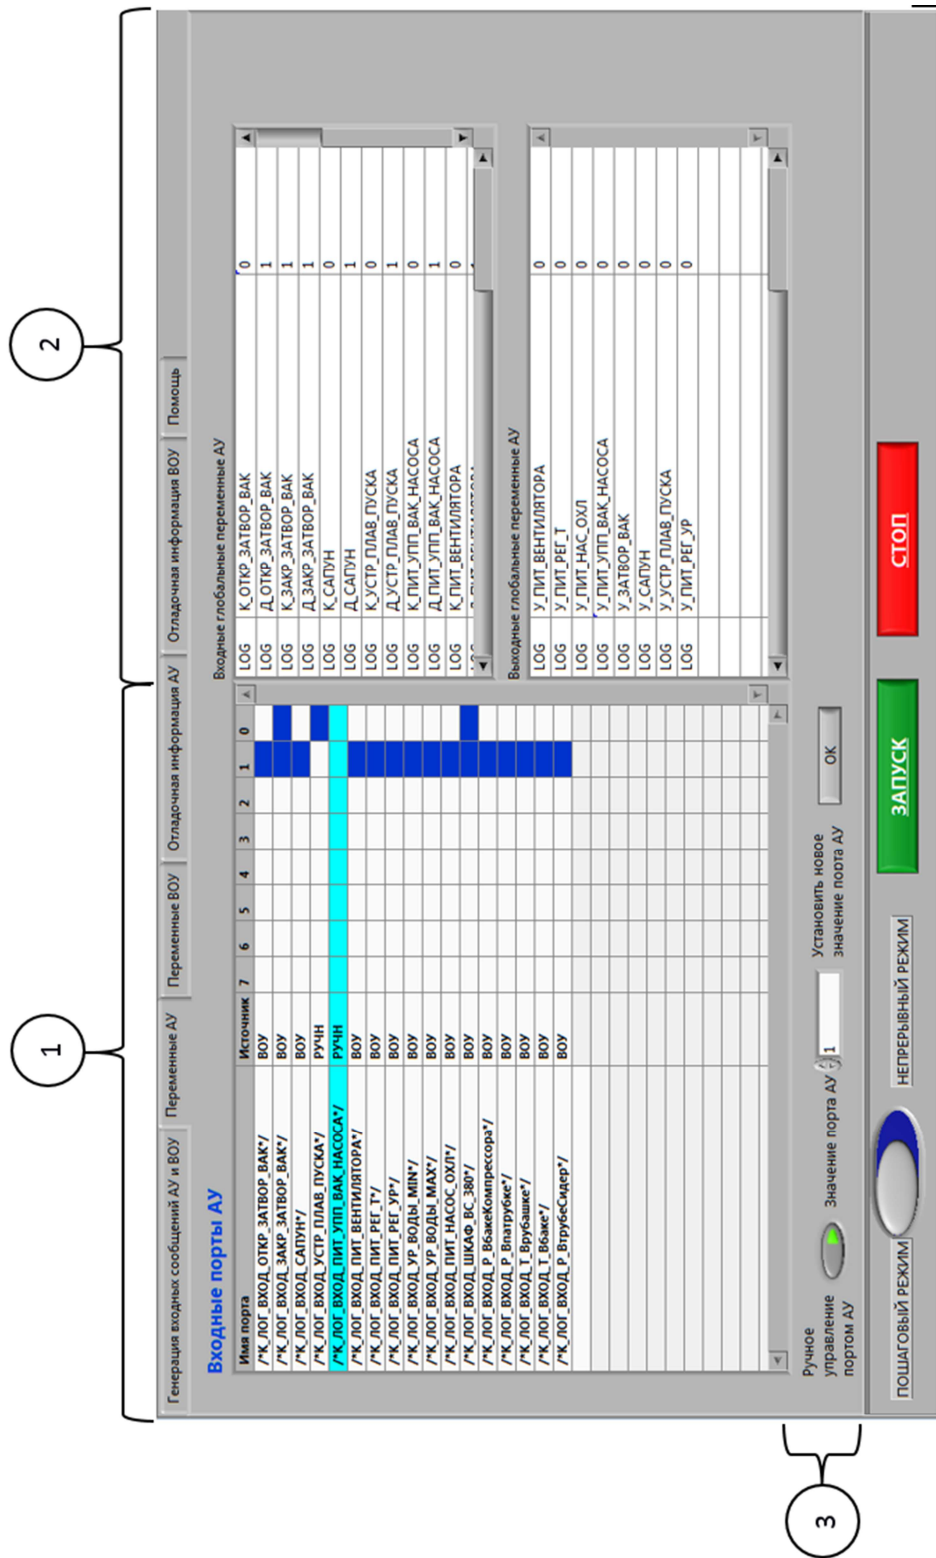 1
2
Генерация входных сообщений АУ и ВОУ
Переменные АУ
Переменные ВОУ
Отладочная информация АУ
Отладочная информация ВОУ
Помощь
Входные порты АУ
Имя порта Источник 7 6 5 4 3 2 1 0
/*К_ЛОГ_ВХОД_ОТКР_ЗАТВОР_ВАК*/ ВОУ
/*К_ЛОГ_ВХОД_ЗАКР_ЗАТВОР_ВАК*/ ВОУ
/*К_ЛОГ_ВХОД_САПУН*/ ВОУ
/*К_ЛОГ_ВХОД_УСТР_ПЛАВ_ПУСКА*/ РУЧН
/*К_ЛОГ_ВХОД_ПИТ_УПП_ВАК_НАСОСА*/ РУЧН
/*К_ЛОГ_ВХОД_ПИТ_ВЕНТИЛЯТОРА*/ ВОУ
/*К_ЛОГ_ВХОД_ПИТ_РЕГ_Т*/ ВОУ
/*К_ЛОГ_ВХОД_ПИТ_РЕГ_УР*/ ВОУ
/*К_ЛОГ_ВХОД_УР_ВОДЫ_MIN*/ ВОУ
/*К_ЛОГ_ВХОД_УР_ВОДЫ_MAX*/ ВОУ
/*К_ЛОГ_ВХОД_ПИТ_НАСОС_ОХЛ*/ ВОУ
/*К_ЛОГ_ВХОД_ШКАФ_ВС_380*/ ВОУ
/*К_ЛОГ_ВХОД_Р_ВбакеКомпрессора*/ ВОУ
/*К_ЛОГ_ВХОД_Р_Впатрубке*/ ВОУ
/*К_ЛОГ_ВХОД_Т_Врубашке*/ ВОУ
/*К_ЛОГ_ВХОД_Т_Вбаке*/ ВОУ
/*К_ЛОГ_ВХОД_Р_ВтрубеСидер*/ ВОУ
Входные глобальные переменные АУ
LOG К_ОТКР_ЗАТВОР_ВАК 0
LOG Д_ОТКР_ЗАТВОР_ВАК 1
LOG К_ЗАКР_ЗАТВОР_ВАК 1
LOG Д_ЗАКР_ЗАТВОР_ВАК 1
LOG К_САПУН 0
LOG Д_САПУН 1
LOG К_УСТР_ПЛАВ_ПУСКА 0
LOG Д_УСТР_ПЛАВ_ПУСКА 1
LOG К_ПИТ_УПП_ВАК_НАСОСА 0
LOG Д_ПИТ_УПП_ВАК_НАСОСА 1
LOG К_ПИТ_ВЕНТИЛЯТОРА 0
Выходные глобальные переменные АУ
LOG У_ПИТ_ВЕНТИЛЯТОРА 0
LOG У_ПИТ_РЕГ_Т 0
LOG У_ПИТ_НАС_ОХЛ 0
LOG У_ПИТ_УПП_ВАК_НАСОСА 0
LOG У_ЗАТВОР_ВАК 0
LOG У_САПУН 0
LOG У_УСТР_ПЛАВ_ПУСКА 0
LOG У_ПИТ_РЕГ_УР 0
3
Ручное
управление
портом АУ
Значение порта АУ 1
Установить новое
значение порта АУ
OK
ПОШАГОВЫЙ РЕЖИМ
НЕПРЕРЫВНЫЙ РЕЖИМ
ЗАПУСК
СТОП